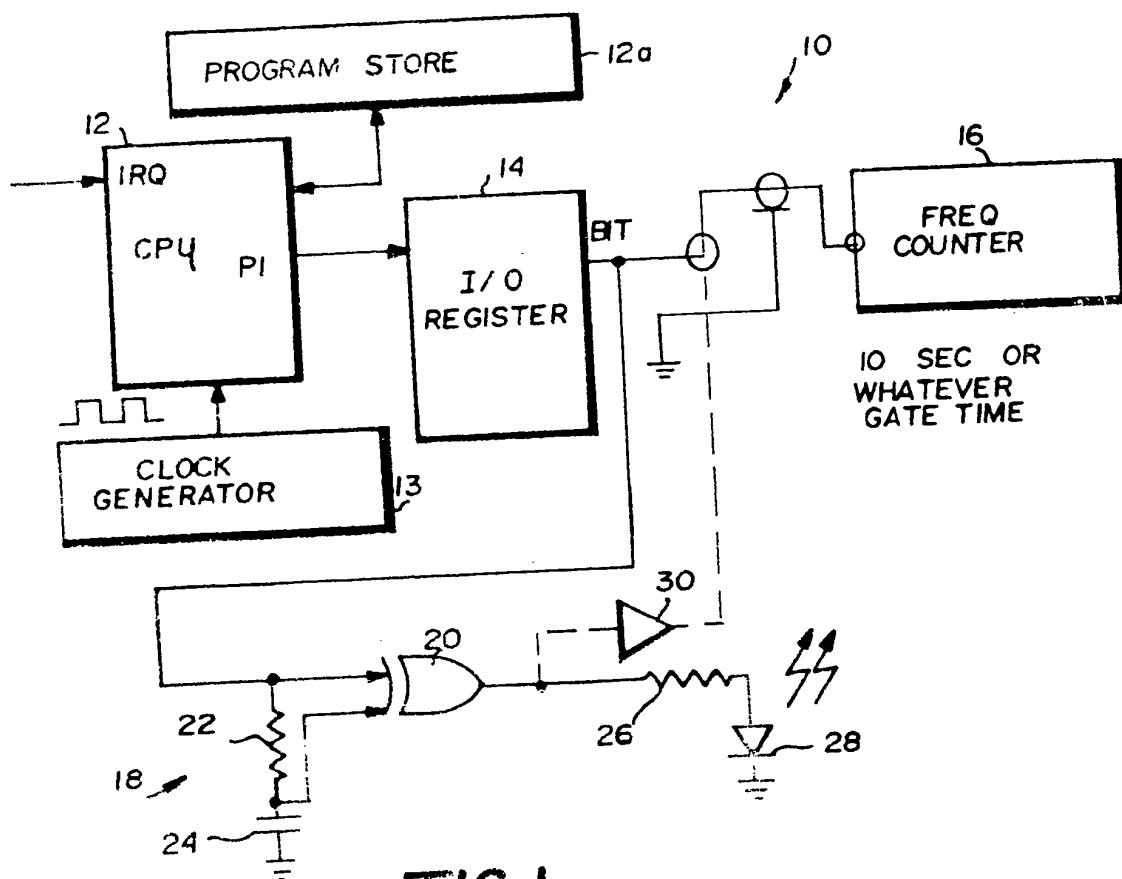 PROGRAM STORE
12a
10
12
IRQ
CPU
PI
14
I/O
REGISTER
BIT
16
FREQ
COUNTER
10 SEC OR
WHATEVER
GATE TIME
CLOCK
GENERATOR
13
30
20
22
26
28
18
24